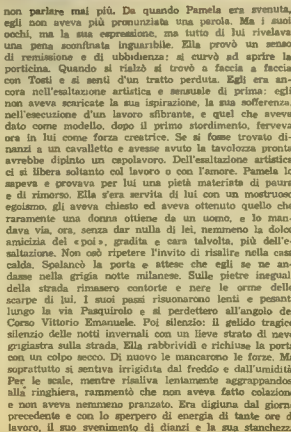 non parlare mai più. Da quando Pamela era svenuta,
egli non aveva più pronunziata una parola. Ma i suoi
occhi, ma la sua espressione, ma tutto di lui rivelava
una pena sconfinata inguaribile. Ella provò un senso
di remissione e di ubbidienza; si curvò ad aprire la
porticina. Quando si rialzò si trovò a faccia a faccia
con Tosti e si sentì d'un tratto perduta. Egli era an-
cora nell'esaltazione artistica e sensuale di prima: egli
non aveva scaricate la sua ispirazione, la sua sofferenza
nell'esecuzione d'un lavoro sfibrante, e quel che aveva
dato come modello, dopo il primo stordimento, ferveva
ora in lui come forza creatrice. Se si fosse trovato di-
nanzi a un cavalletto e avesse avuto la tavolozza pronta
avrebbe dipinto un capolavoro. Dell'esaltazione artistica
ci si libera soltanto col lavoro o con l'amore. Pamela lo
sapeva e provava per lui una pietà materista di paura
e di rimorso. Ella s'era servita di lui con un mostruoso
egoismo, gli aveva chiesto ed aveva ottenuto quello che
raramente una donna ottiene da un uomo, e lo man-
dava via, ora, senza dar nulla di lei, nemmeno la dolce
amicizia del «poi», gradita e cara talvolta, più dell'e-
saltazione. Non osò ripetere l'invito di risalire nella casa
calda. Spalancò la porta e attese che egli se ne an-
dasse nella grigia notte milanese. Sulle pietre ineguali
della strada rimasero contorte e nere le orme delle
scarpe di lui. I suoi passi risuonarono lenti e pesanti
lungo la via Pasquirolo e si perdettero all'angolo del
Corso Vittorio Emanuele. Poi silenzio: il gelido tragico
silenzio delle notti invernali con un lieve strato di neve
grigiastra sulla strada. Ella rabbrividì e richiuse la porta
con un colpo secco. Di nuovo le mancarono le forze. Ma
soprattutto si sentiva irrigidita dal freddo e dall'umidità
Per le scale, mentre risaliva lentamente aggrappandosi
alla ringhiera, rammentò che non aveva fatto colazione
e non aveva nemmeno pranzato. Era digiuna dal giorno
precedente e con lo sperpero di energia di tante ore di
lavoro, il suo svenimento di dianzi e la sua stanchezza